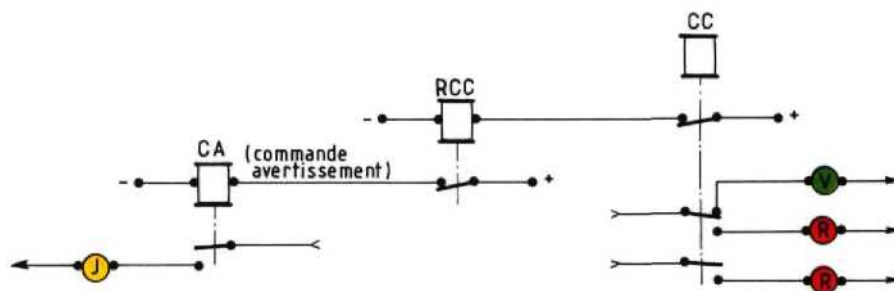 CC
RCC
- +
CA (commande
avertissement)
- +
V
R
J
R